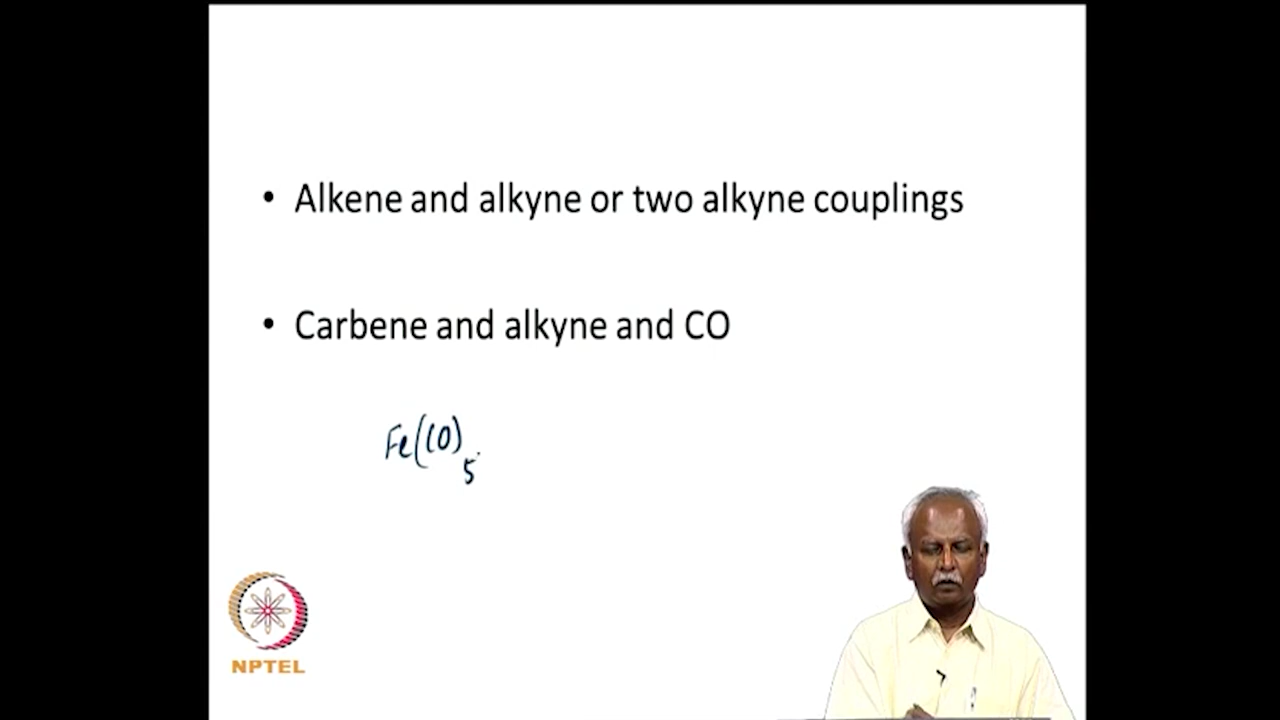 • Alkene and alkyne or two alkyne couplings
• Carbene and alkyne and CO
Fe(CO)5
NPTEL